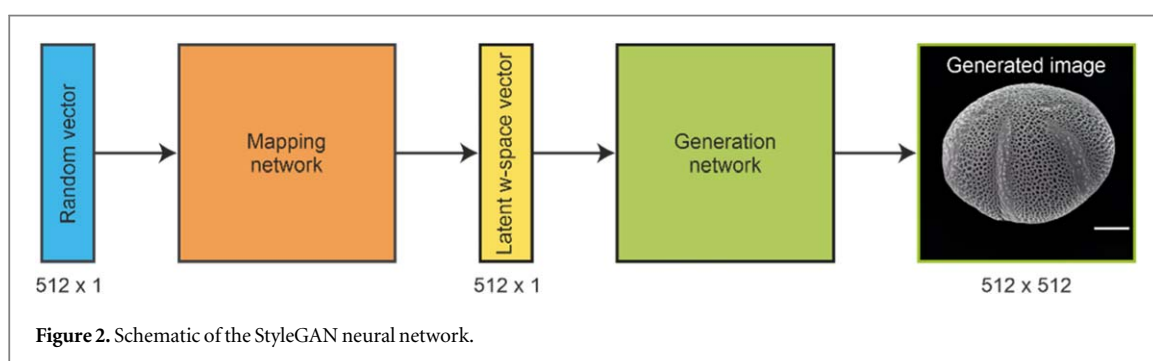 Random vector
Mapping
network
Latent w-space vector
Generation
network
Generated image
512 x 1
512 x 1
512 x 512
Figure 2. Schematic of the StyleGAN neural network.